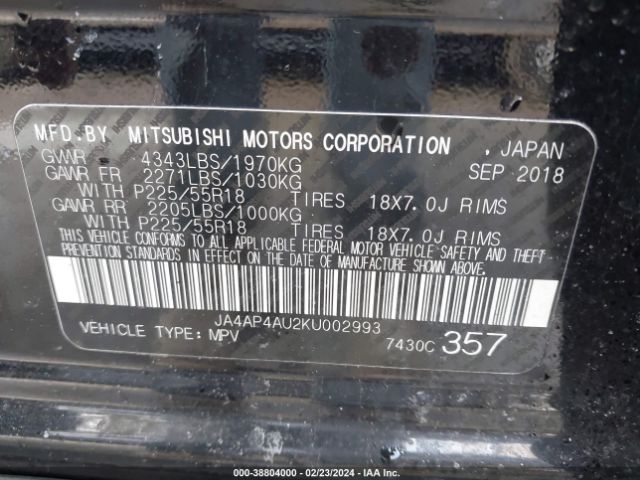 MFD.BY MITSUBISHI MOTORS CORPORATION , JAPAN
GVWR 4343LBS/1970KG SEP 2018
GAWR FR 2271LBS/1030KG
WITH P225/55R18 TIRES 18X7.0J RIMS
GAWR RR 2205LBS/1000KG
WITH P225/55R18 TIRES 18X7.0J RIMS
THIS VEHICLE CONFORMS TO ALL APPLICABLE FEDERAL MOTOR VEHICLE SAFETY AND THEFT
PREVENTION STANDARDS IN EFFECT ON THE DATE OF MANUFACTURE SHOWN ABOVE.
JA4AP4AU2KU002993
VEHICLE TYPE: MPV 7430C 357
000-38804000 - 02/23/2024 - IAA Inc.